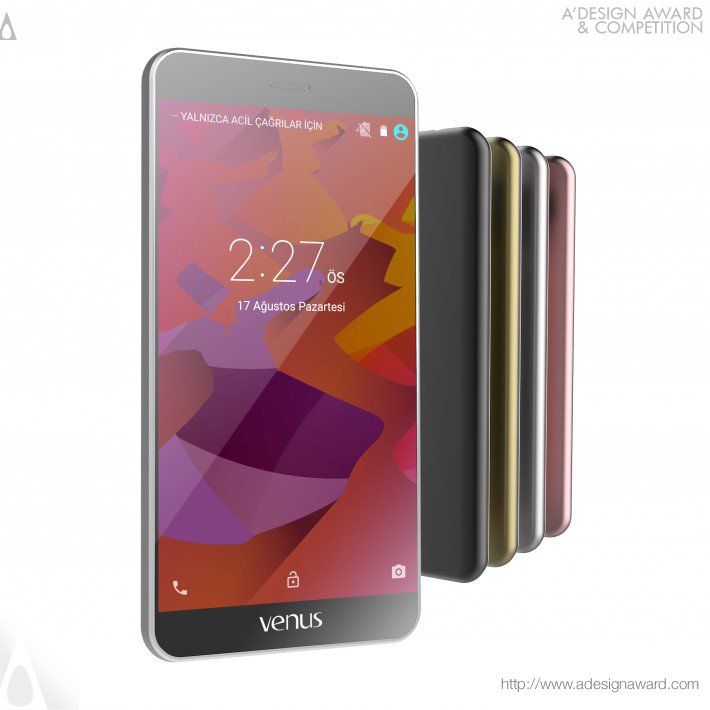 A'DESIGN AWARD
& COMPETITION
YALNIZCA ACİL ÇAĞRILAR İÇİN
2:27 ÖS
17 Ağustos Pazartesi
venus
http://www.adesignaward.com